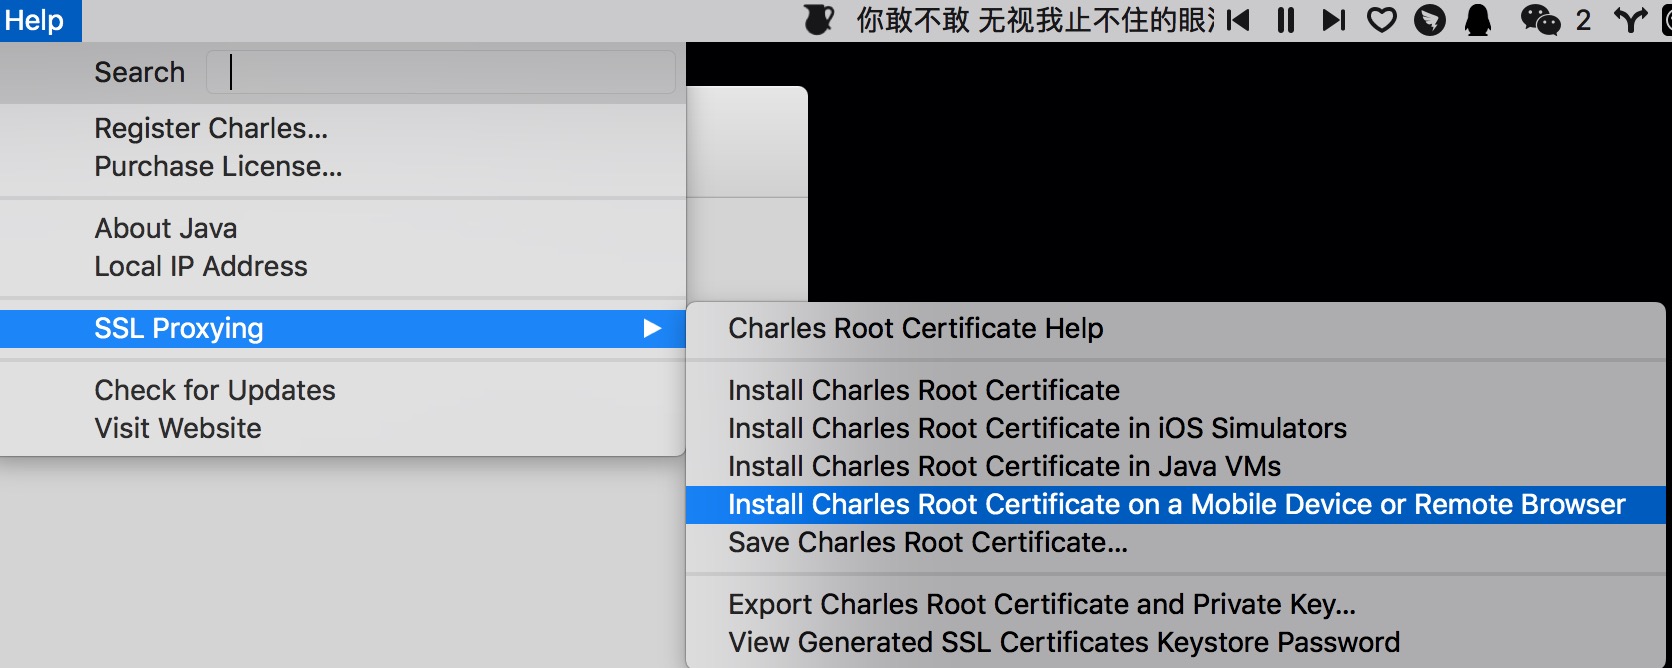 Help
你敢不敢 无视我止不住的眼
2
Search
Register Charles...
Purchase License...
About Java
Local IP Address
SSL Proxying
Check for Updates
Visit Website
Charles Root Certificate Help
Install Charles Root Certificate
Install Charles Root Certificate in iOS Simulators
Install Charles Root Certificate in Java VMs
Install Charles Root Certificate on a Mobile Device or Remote Browser
Save Charles Root Certificate...
Export Charles Root Certificate and Private Key...
View Generated SSL Certificates Keystore Password